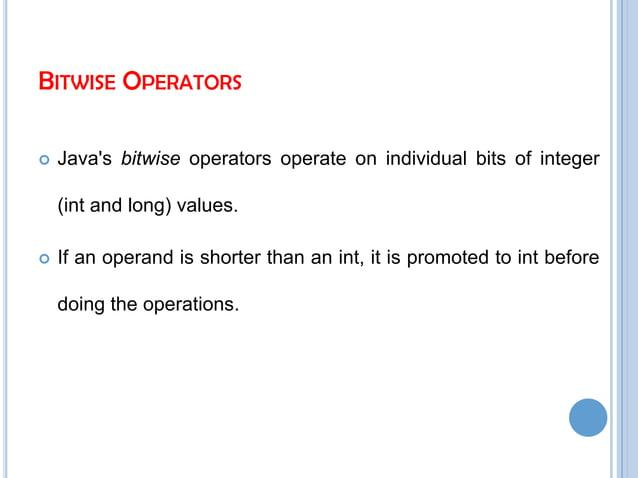 BITWISE OPERATORS
Java's bitwise operators operate on individual bits of integer
(int and long) values.
If an operand is shorter than an int, it is promoted to int before
doing the operations.